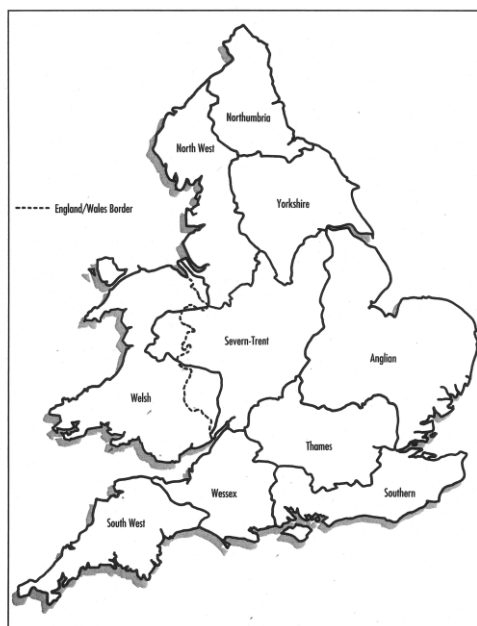 Northumbria
North West
Yorkshire
England/Wales Border
Severn-Trent
Anglian
Welsh
Thames
Wessex
Southern
South West